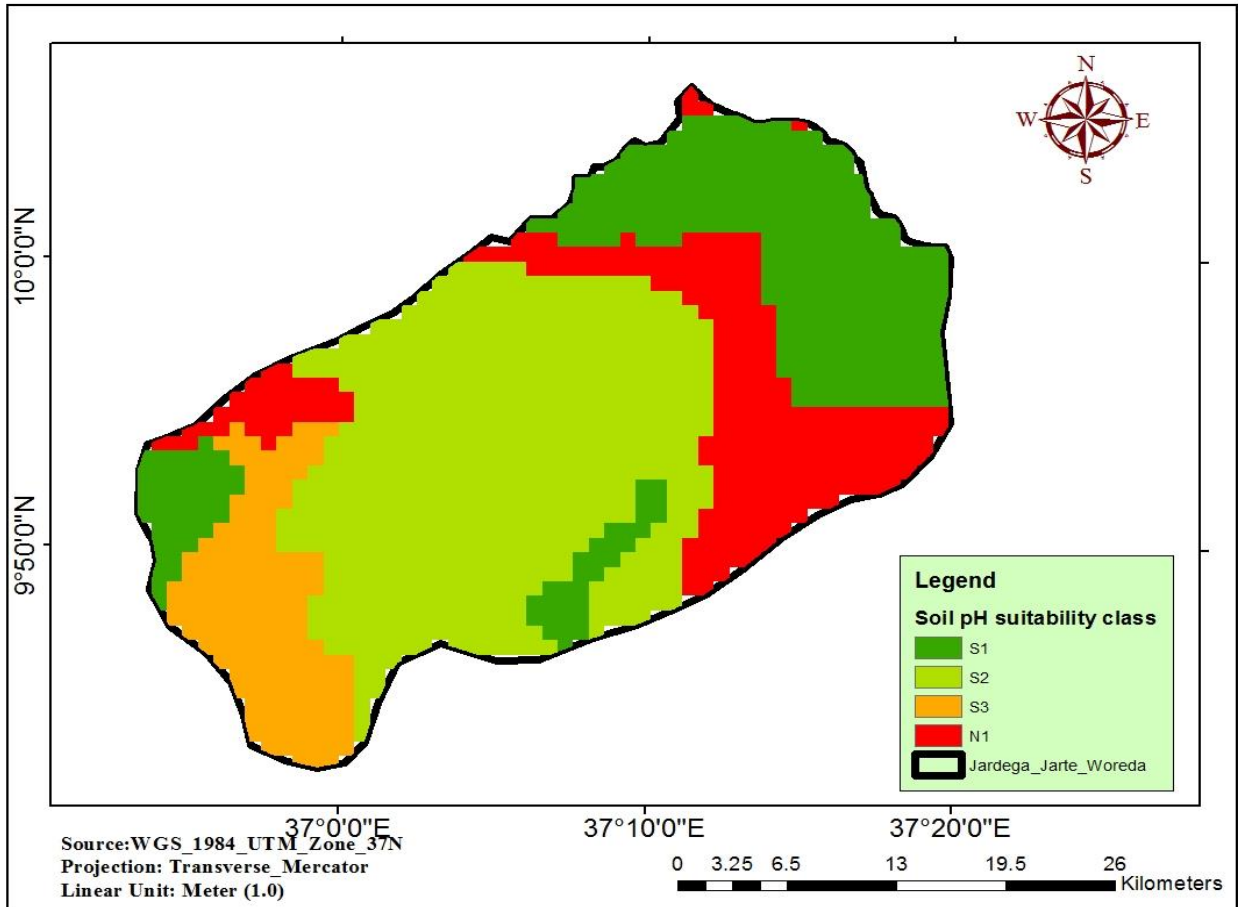 N
W E
S
10°0'0"N
9°50'0"N
Legend
Soil pH suitability class
S1
S2
S3
N1
Jardega_Jarte_Woreda
37°0'0"E 37°10'0"E 37°20'0"E
Source:WGS_1984_UTM_Zone_37N
Projection: Transverse_Mercator
Linear Unit: Meter (1.0)
0 3.25 6.5 13 19.5 26
Kilometers